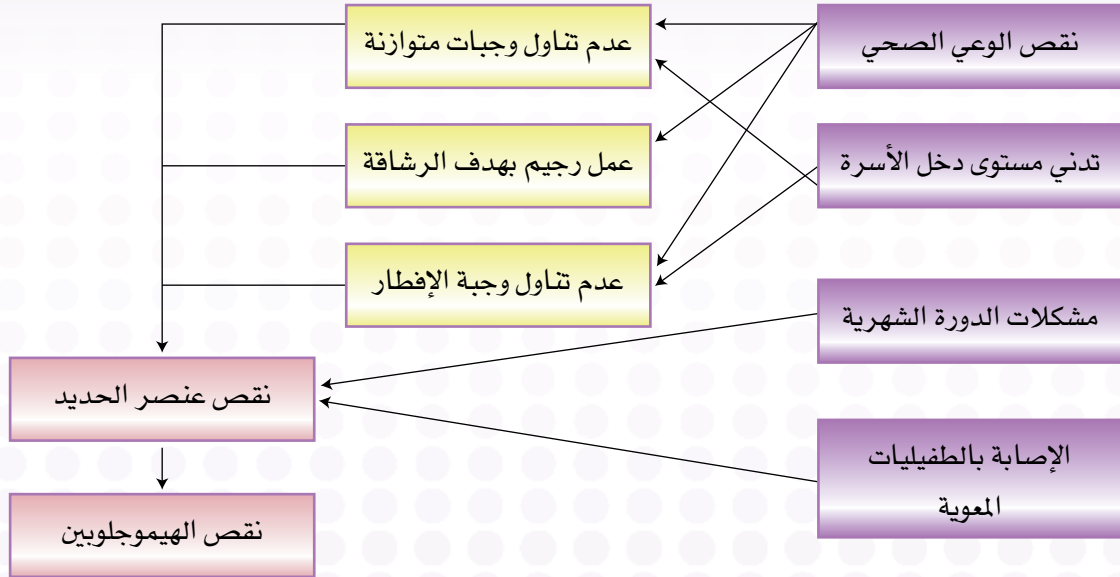 نقص الوعي الصحي
عدم تناول وجبات متوازنة
تدني مستوى دخل الأسرة
عمل رجيم بهدف الرشاقة
عدم تناول وجبة الإفطار
مشكلات الدورة الشهرية
نقص عنصر الحديد
الإصابة بالطفيليات
المعوية
نقص الهيموجلوبين